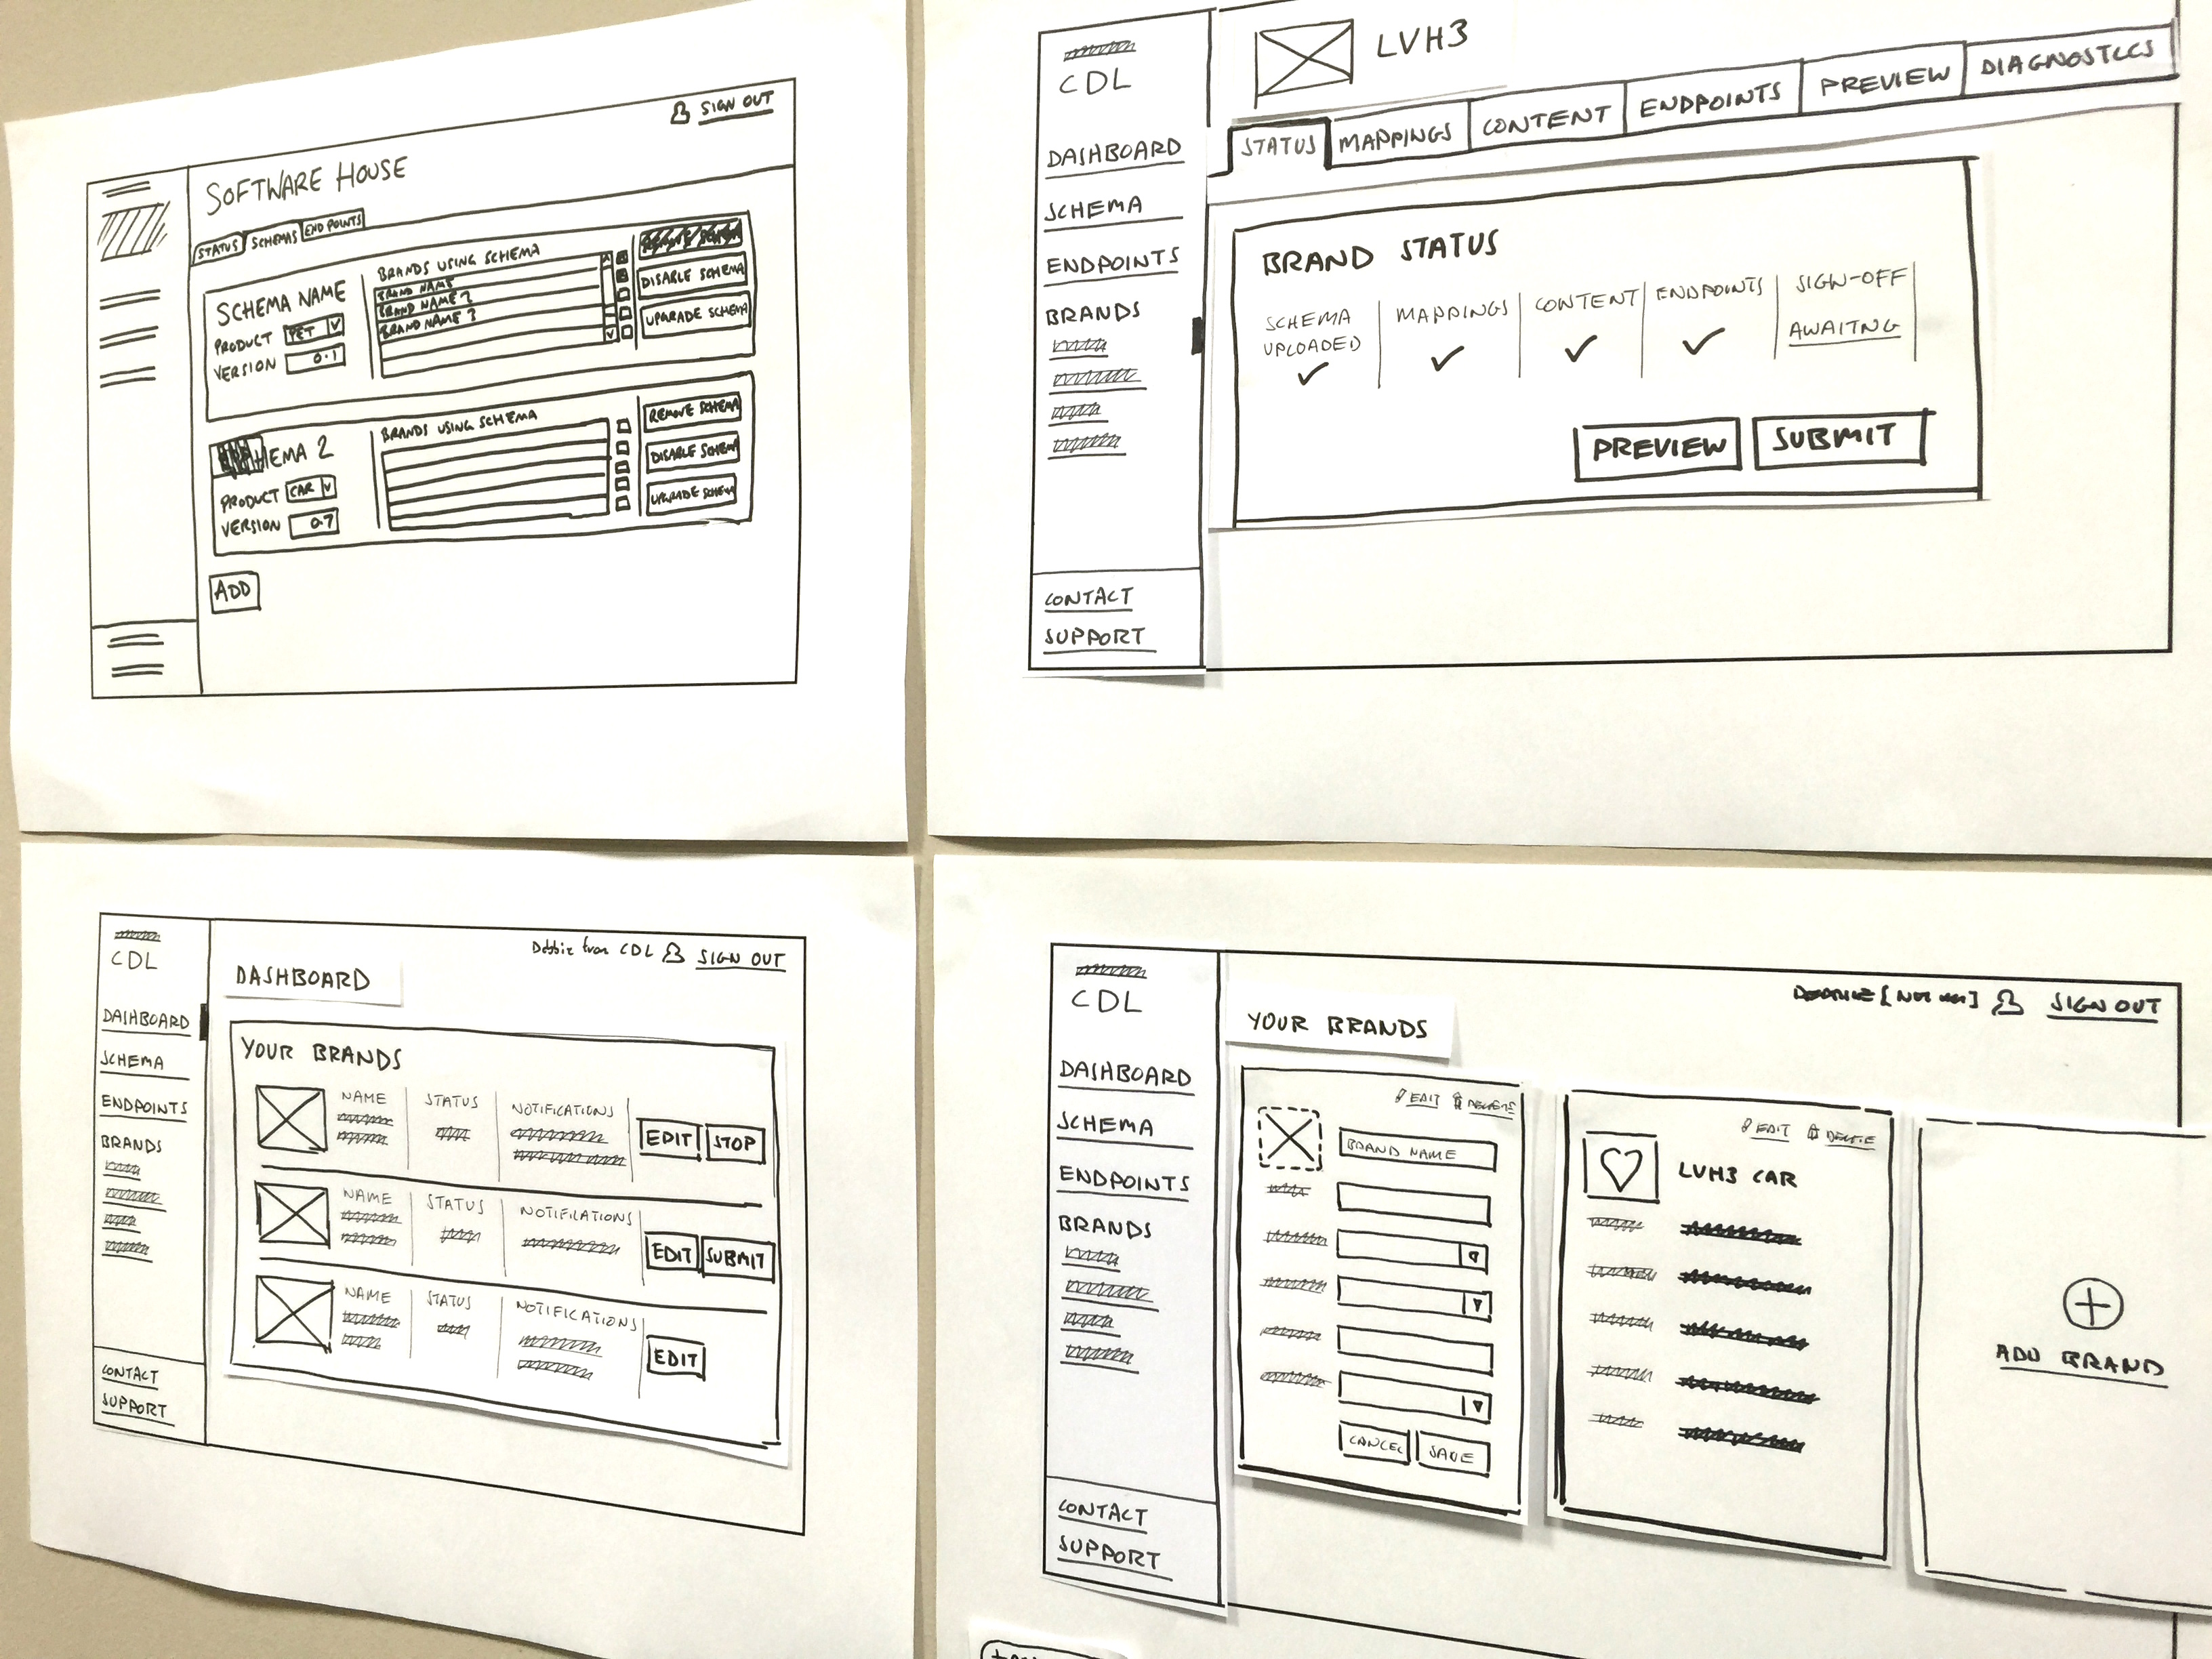 SIGN OUT
SOFTWARE HOUSE
STATUS SCHEMAS END POINTS
SCHEMA NAME
PRODUCT PET
VERSION 0.1
BRANDS USING SCHEMA
BRAND NAME
BRAND NAME 2
BRAND NAME 3
DISABLE SCHEMA
UPGRADE SCHEMA
HEMA 2
PRODUCT CAR
VERSION 0.7
BRANDS USING SCHEMA
REMOVE SCHEMA
DISABLE SCHEMA
UPGRADE SCHEMA
ADD
CDL
DASHBOARD
SCHEMA
ENDPOINTS
BRANDS
CONTACT
SUPPORT
LVH3
STATUS MAPPINGS CONTENT ENDPOINTS PREVIEW DIAGNOSTICS
BRAND STATUS
SCHEMA
UPLOADED
MAPPINGS
CONTENT
ENDPOINTS
SIGN-OFF
AWAITNG
PREVIEW SUBMIT
CDL
DASHBOARD
SCHEMA
ENDPOINTS
BRANDS
CONTACT
SUPPORT
Debbie from CDL SIGN OUT
DASHBOARD
YOUR BRANDS
NAME STATUS NOTIFICATIONS EDIT STOP
NAME STATUS NOTIFILATIONS EDIT SUBMIT
NAME STATUS NOTIFICATIONS EDIT
CDL
DASHBOARD
SCHEMA
ENDPOINTS
BRANDS
CONTACT
SUPPORT
SIGN OUT
YOUR BRANDS
EDIT DELETE
BRAND NAME
CANCEL SAVE
EDIT DELETE
LVH3 CAR
ADD BRAND